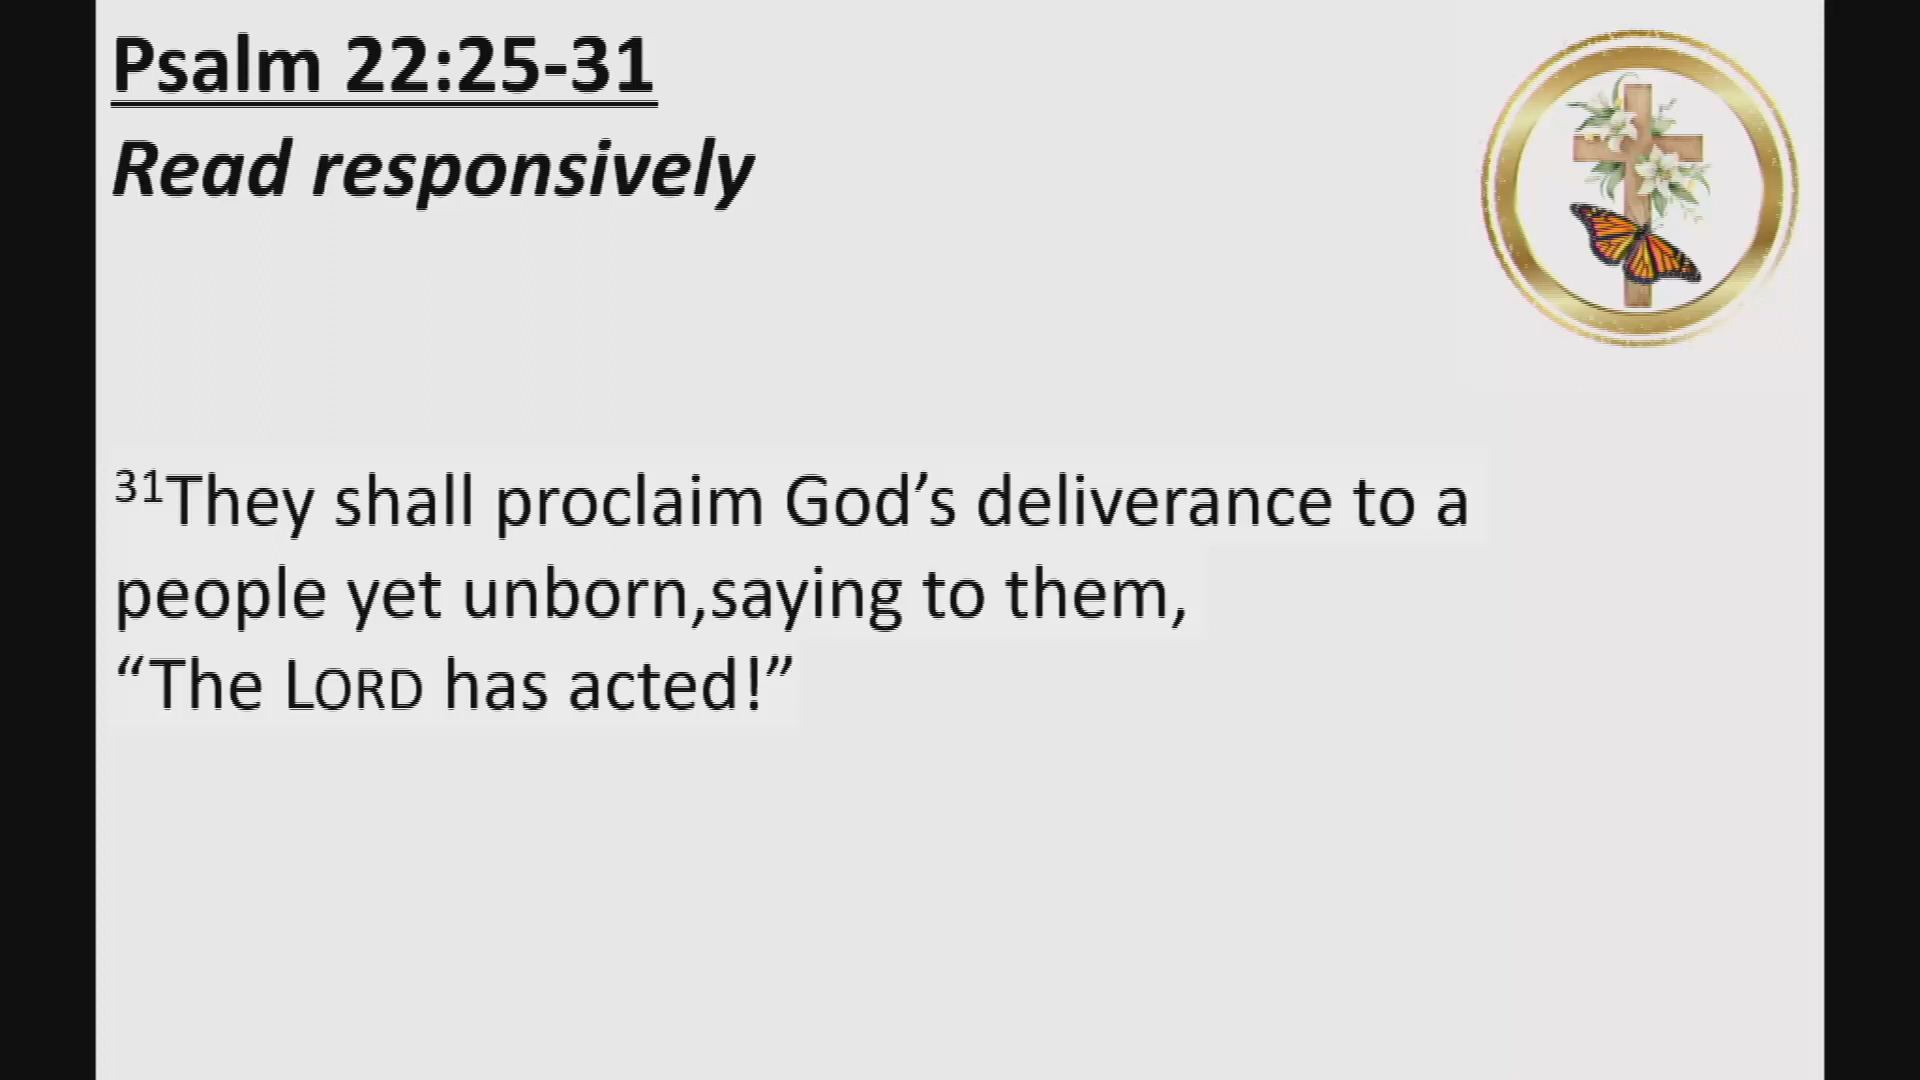 Psalm 22:25-31
Read responsively
31They shall proclaim God’s deliverance to a
people yet unborn,saying to them,
“The LORD has acted!”